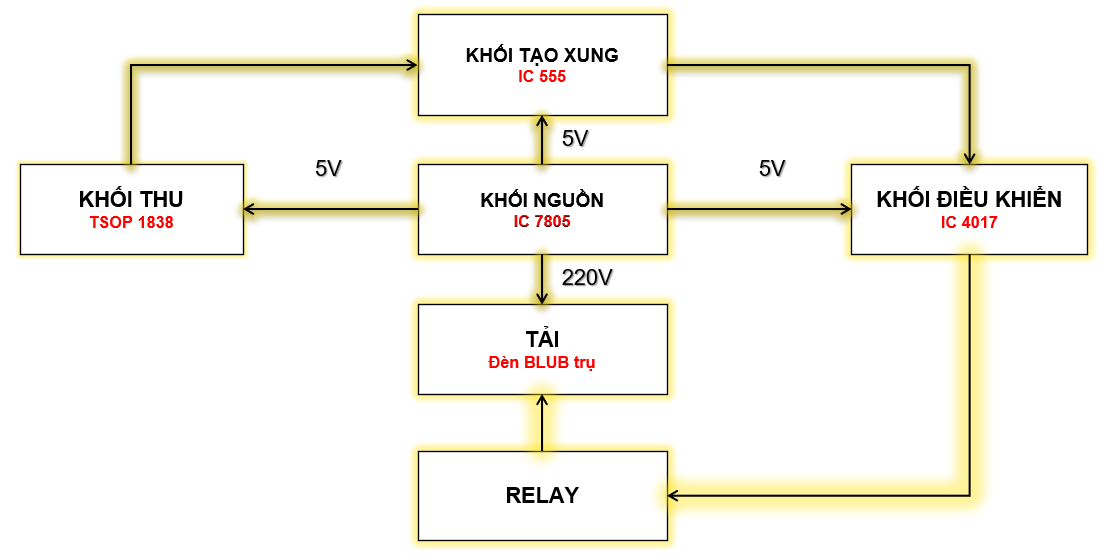 KHỐI TẠO XUNG
IC 555
5V
5V
5V
KHỐI THU
TSOP 1838
KHỐI NGUỒN
IC 7805
KHỐI ĐIỀU KHIỂN
IC 4017
220V
TẢI
Đèn BLUB trụ
RELAY